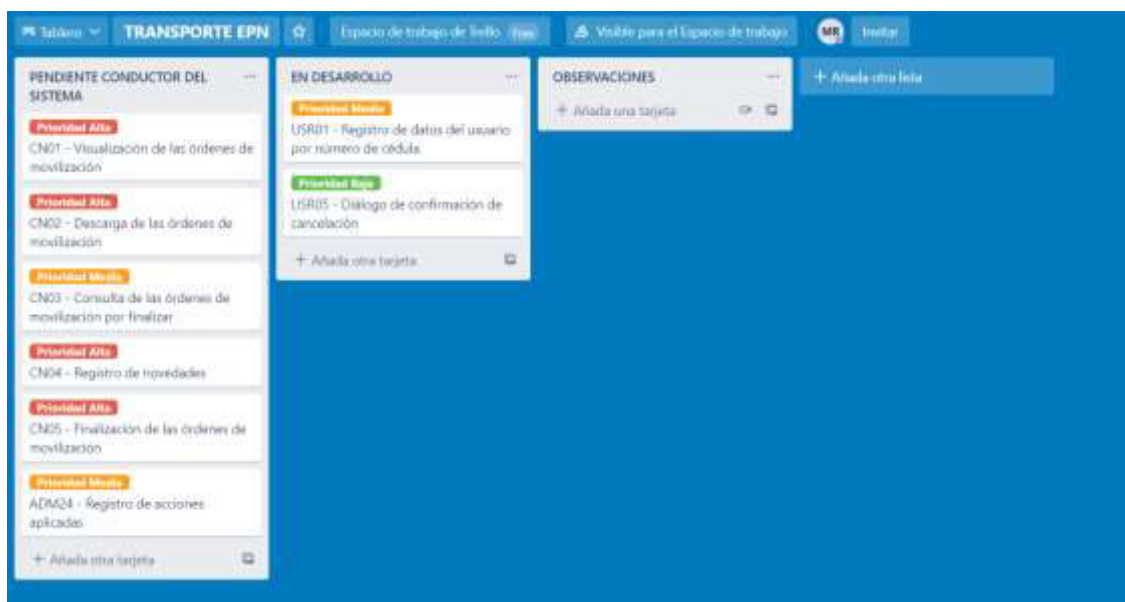 Tablero
TRANSPORTE EPN
Espacio de trabajo de Trello Free
Visible para el Espacio de trabajo
MR
Invitar
PENDIENTE CONDUCTOR DEL
SISTEMA
Prioridad Alta
CN01 - Visualización de las órdenes de
movilización
Prioridad Alta
CN02 - Descarga de las órdenes de
movilización
Prioridad Media
CN03 - Consulta de las órdenes de
movilización por finalizar
Prioridad Alta
CN04 - Registro de novedades
Prioridad Alta
CN05 - Finalización de las órdenes de
movilización
Prioridad Media
ADM24 - Registro de acciones
aplicadas
+ Añada otra tarjeta
EN DESARROLLO
Prioridad Media
USR01 - Registro de datos del usuario
por número de cédula
Prioridad Baja
USR05 - Diálogo de confirmación de
cancelación
+ Añada otra tarjeta
OBSERVACIONES
+ Añada una tarjeta
+ Añada otra lista